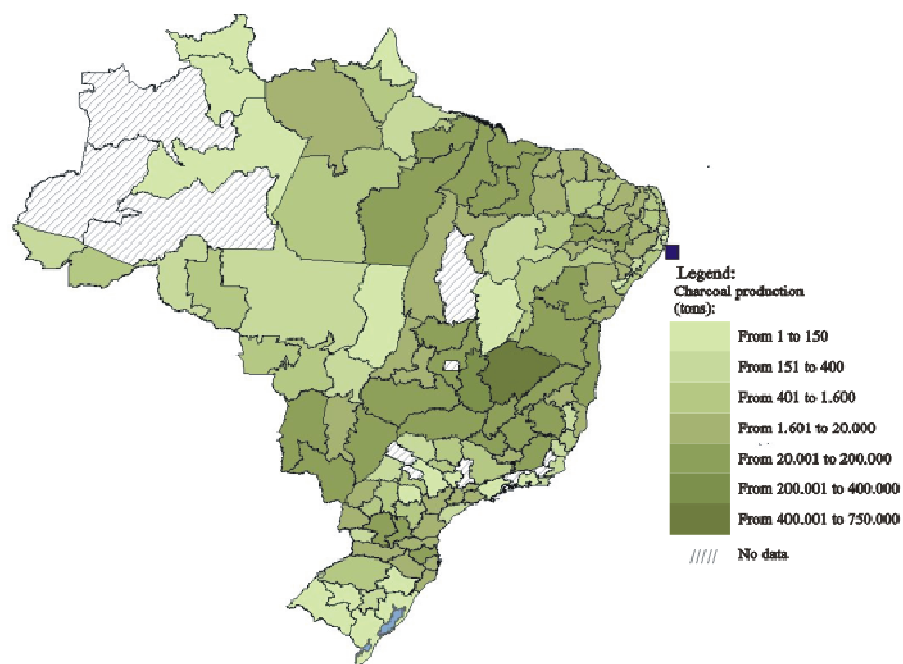 Legend:
Charcoal production
(tons):
From 1 to 150
From 151 to 400
From 401 to 1.600
From 1.601 to 20.000
From 20.001 to 200.000
From 200.001 to 400.000
From 400.001 to 750.000
No data